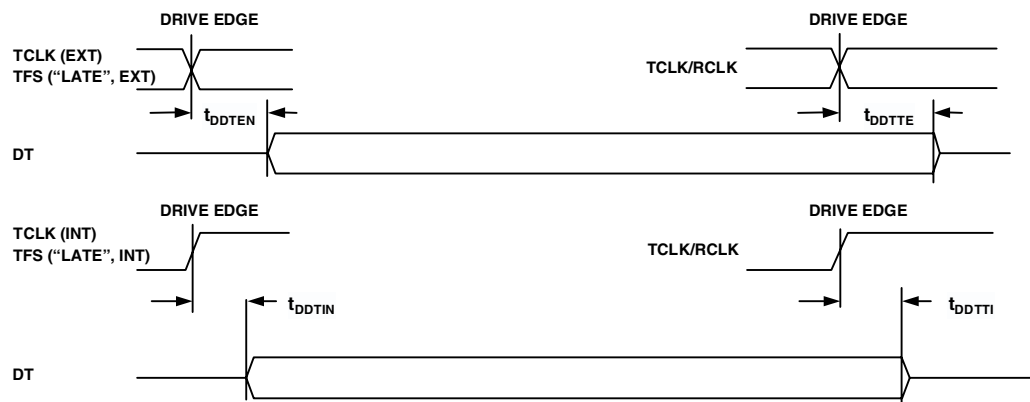 DRIVE EDGE DRIVE EDGE
TCLK (EXT)
TFS (“LATE”, EXT)
TCLK/RCLK
tDDTEN tDDTTE
DT
DRIVE EDGE DRIVE EDGE
TCLK (INT)
TFS (“LATE”, INT)
TCLK/RCLK
tDDTIN tDDTTI
DT